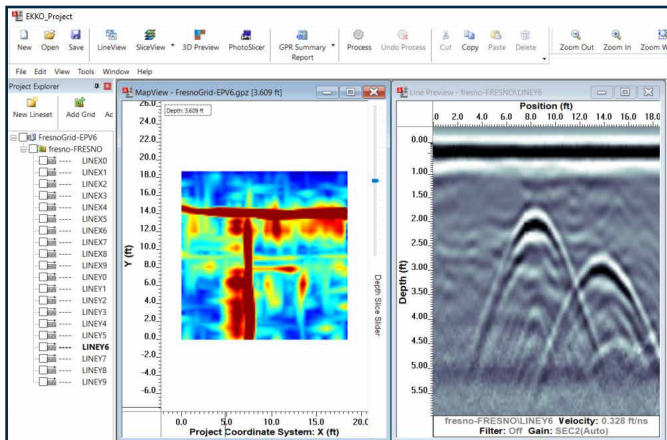 EKKO_Project
New Open Save LineView SliceView 3D Preview PhotoSlicer GPR Summary Report Process Undo Process Cut Copy Paste Delete Zoom Out Zoom In Zoom W
File Edit View Tools Window Help
Project Explorer
New Lineset Add Grid Ac
FresnoGrid-EPV6
fresno-FRESNO
LINEX0
LINEX1
LINEX2
LINEX3
LINEX4
LINEX5
LINEX6
LINEX7
LINEX8
LINEX9
LINEY0
LINEY1
LINEY2
LINEY3
LINEY4
LINEY5
LINEY6
LINEY7
LINEY8
LINEY9
MapView - FresnoGrid-EPV6.gpz [3.609 ft]
Depth: 3.609 ft
26.0
24.0
22.0
20.0
18.0
16.0
14.0
12.0
10.0
8.0
6.0
4.0
2.0
0.0
-2.0
-4.0
-6.0
Y (ft)
Depth Slice Slider
0.0 5.0 10.0 15.0 20.0
Project Coordinate System: X (ft)
Line Preview - fresno-FRESNO\LINEY6
Position (ft)
0.0 2.0 4.0 6.0 8.0 10.0 12.0 14.0 16.0 18.0
0.00
1.00
1.50
2.00
2.50
3.00
3.50
4.00
4.50
5.00
5.50
Depth (ft)
fresno-FRESNO\LINEY6 Velocity: 0.328 ft/ns
Filter: Off Gain: SEC2(Auto)